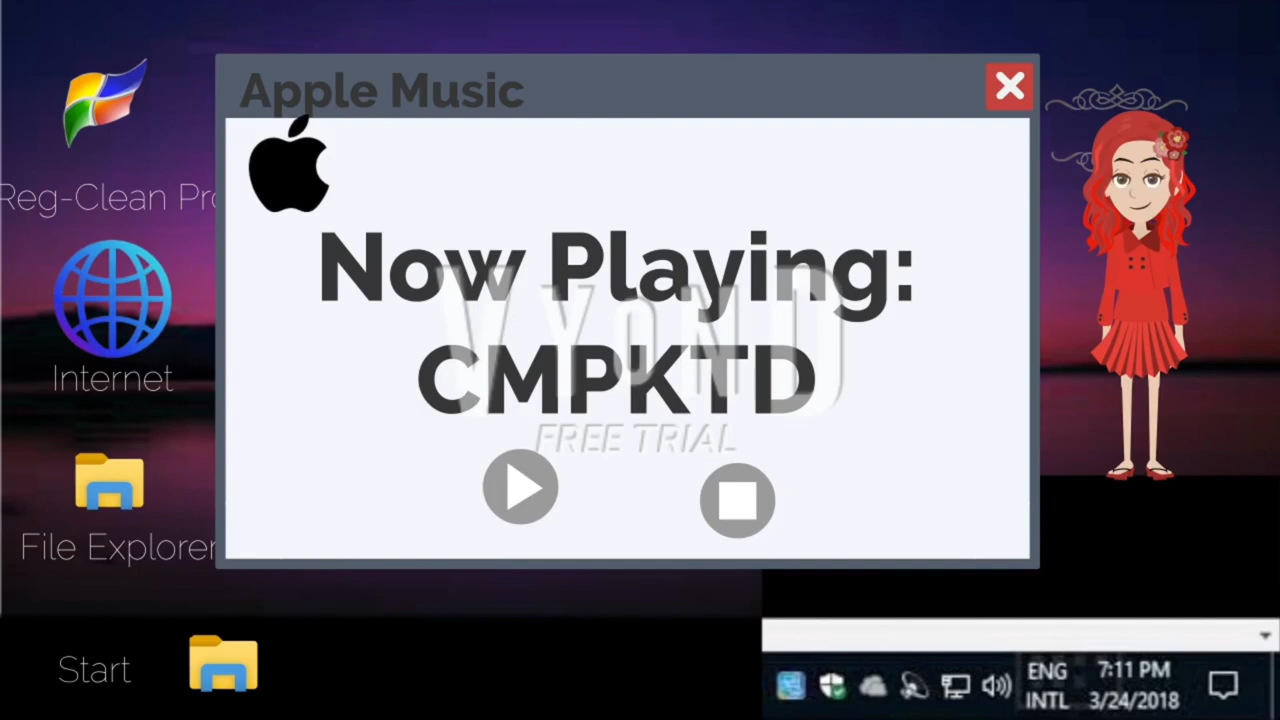 Apple Music
Reg-Clean Pro
Now Playing:
CMPKTD
VYOND
FREE TRIAL
Internet
File Explorer
Start
ENG
INTL
7:11 PM
3/24/2018